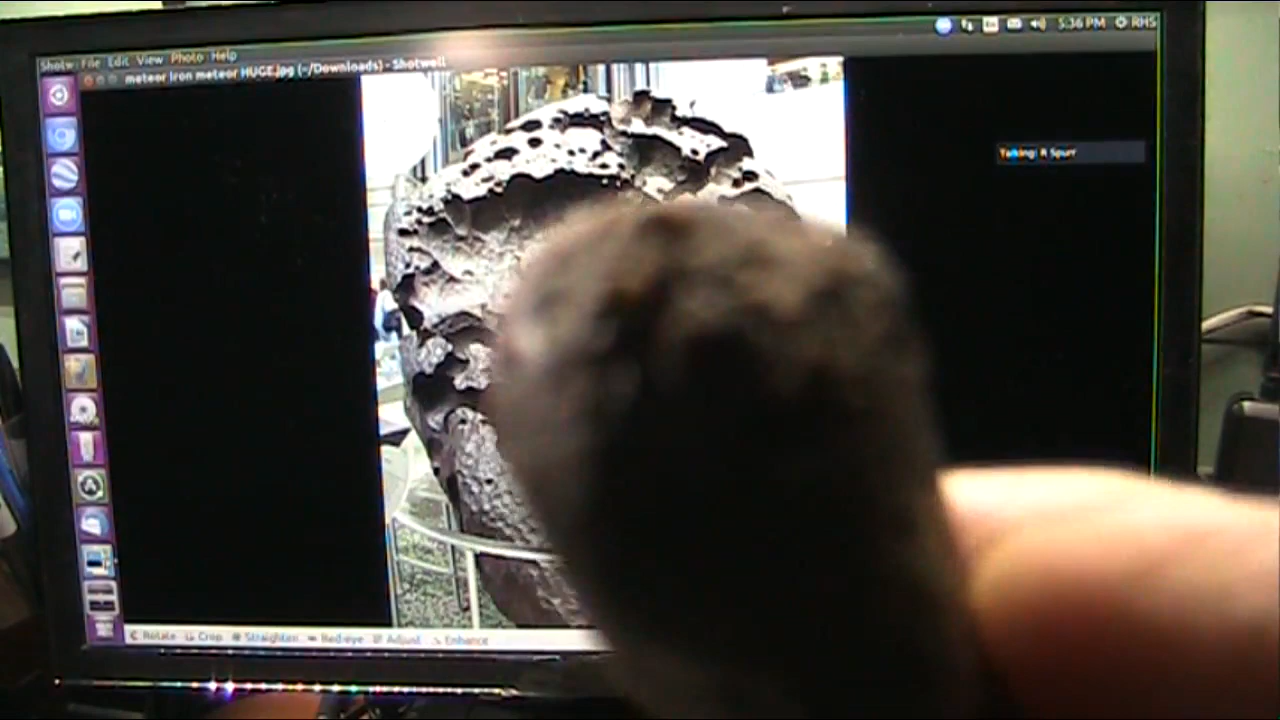 5:36 PM RHS
Shotw File Edit View Photo Help
meteor iron meteor HUGE.jpg (~/Downloads) - Shotwell
Talking: R Spurr
Rotate Crop Straighten Red-eye Adjust Enhance